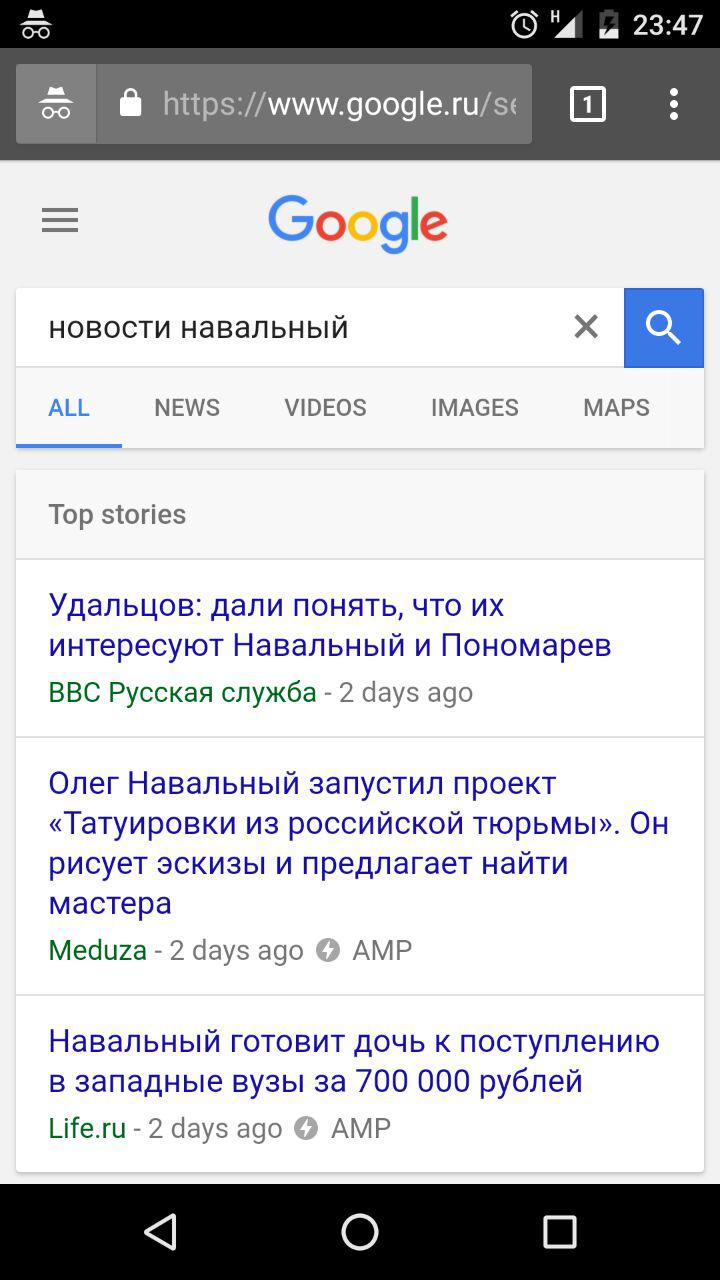 H 23:47
https://www.google.ru/se
1
Google
новости навальный
ALL NEWS VIDEOS IMAGES MAPS
Top stories
Удальцов: дали понять, что их
интересуют Навальный и Пономарев
BBC Русская служба - 2 days ago
Олег Навальный запустил проект
«Татуировки из российской тюрьмы». Он
рисует эскизы и предлагает найти
мастера
Meduza - 2 days ago AMP
Навальный готовит дочь к поступлению
в западные вузы за 700 000 рублей
Life.ru - 2 days ago AMP